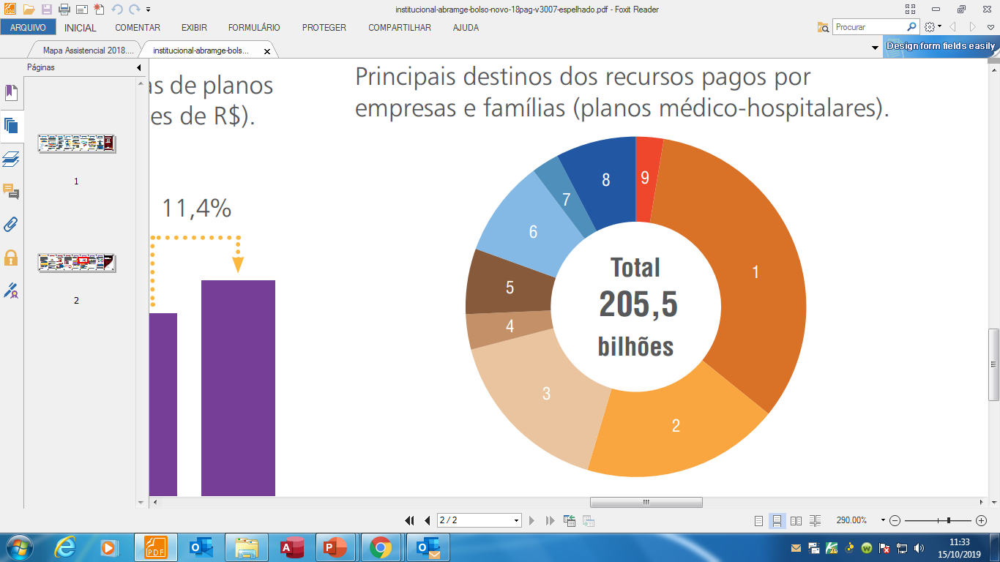 institucional-abramge-bolso-novo-18pag-v3007-espelhado.pdf - Foxit Reader
ARQUIVO INICIAL COMENTAR EXIBIR FORMULÁRIO PROTEGER COMPARTILHAR AJUDA
Procurar
Mapa Assistencial 2018.... institucional-abramge-bols...
Design form fields easily
Páginas
1
2
as de planos
es de R$).
11,4%
Principais destinos dos recursos pagos por
empresas e famílias (planos médico-hospitalares).
8
9
7
6
1
5
4
3
2
Total
205,5
bilhões
2 / 2
290.00%
PDF
11:33
15/10/2019